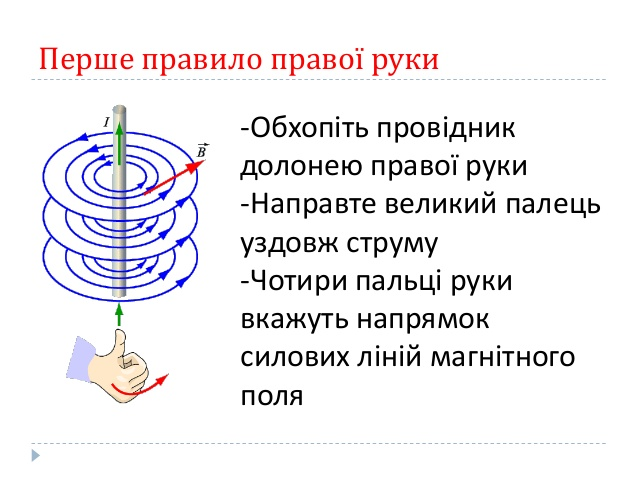 Перше правило правої руки
I
B
-Обхопіть провідник
долонею правої руки
-Направте великий палець
уздовж струму
-Чотири пальці руки
вкажуть напрямок
силових ліній магнітного
поля